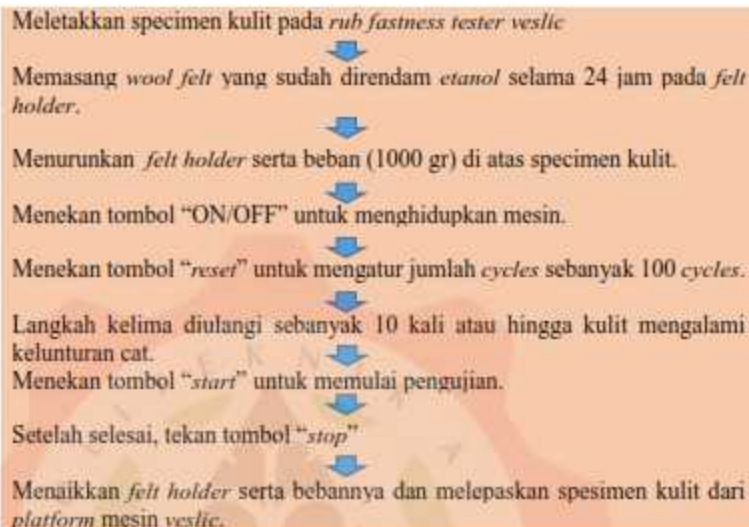 Meletakkan specimen kulit pada rub fastness tester veslic
Memasang wool felt yang sudah direndam etanol selama 24 jam pada felt
holder.
Menurunkan felt holder serta beban (1000 gr) di atas specimen kulit.
Menekan tombol “ON/OFF” untuk menghidupkan mesin.
Menekan tombol “reset” untuk mengatur jumlah cycles sebanyak 100 cycles.
Langkah kelima diulangi sebanyak 10 kali atau hingga kulit mengalami
kelunturan cat.
Menekan tombol “start” untuk memulai pengujian.
Setelah selesai, tekan tombol “stop”
Menaikkan felt holder serta bebannya dan melepaskan spesimen kulit dari
platform mesin veslic.